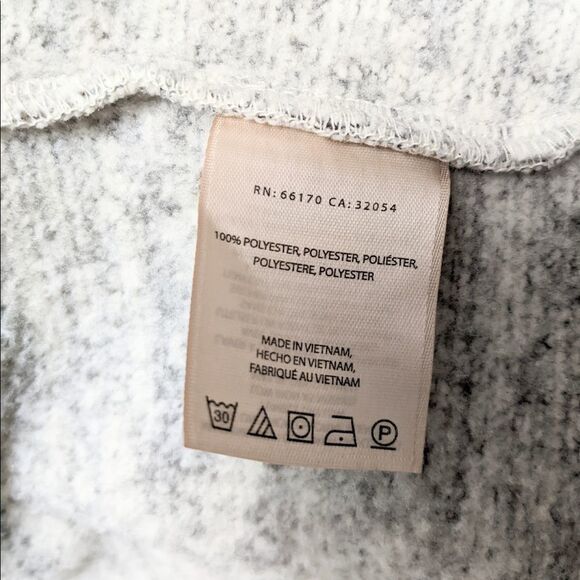 RN: 66170 CA: 32054
100% POLYESTER, POLYESTER, POLIÉSTER,
POLYESTERE, POLYESTER
MADE IN VIETNAM,
HECHO EN VIETNAM,
FABRIQUÉ AU VIETNAM
30
P